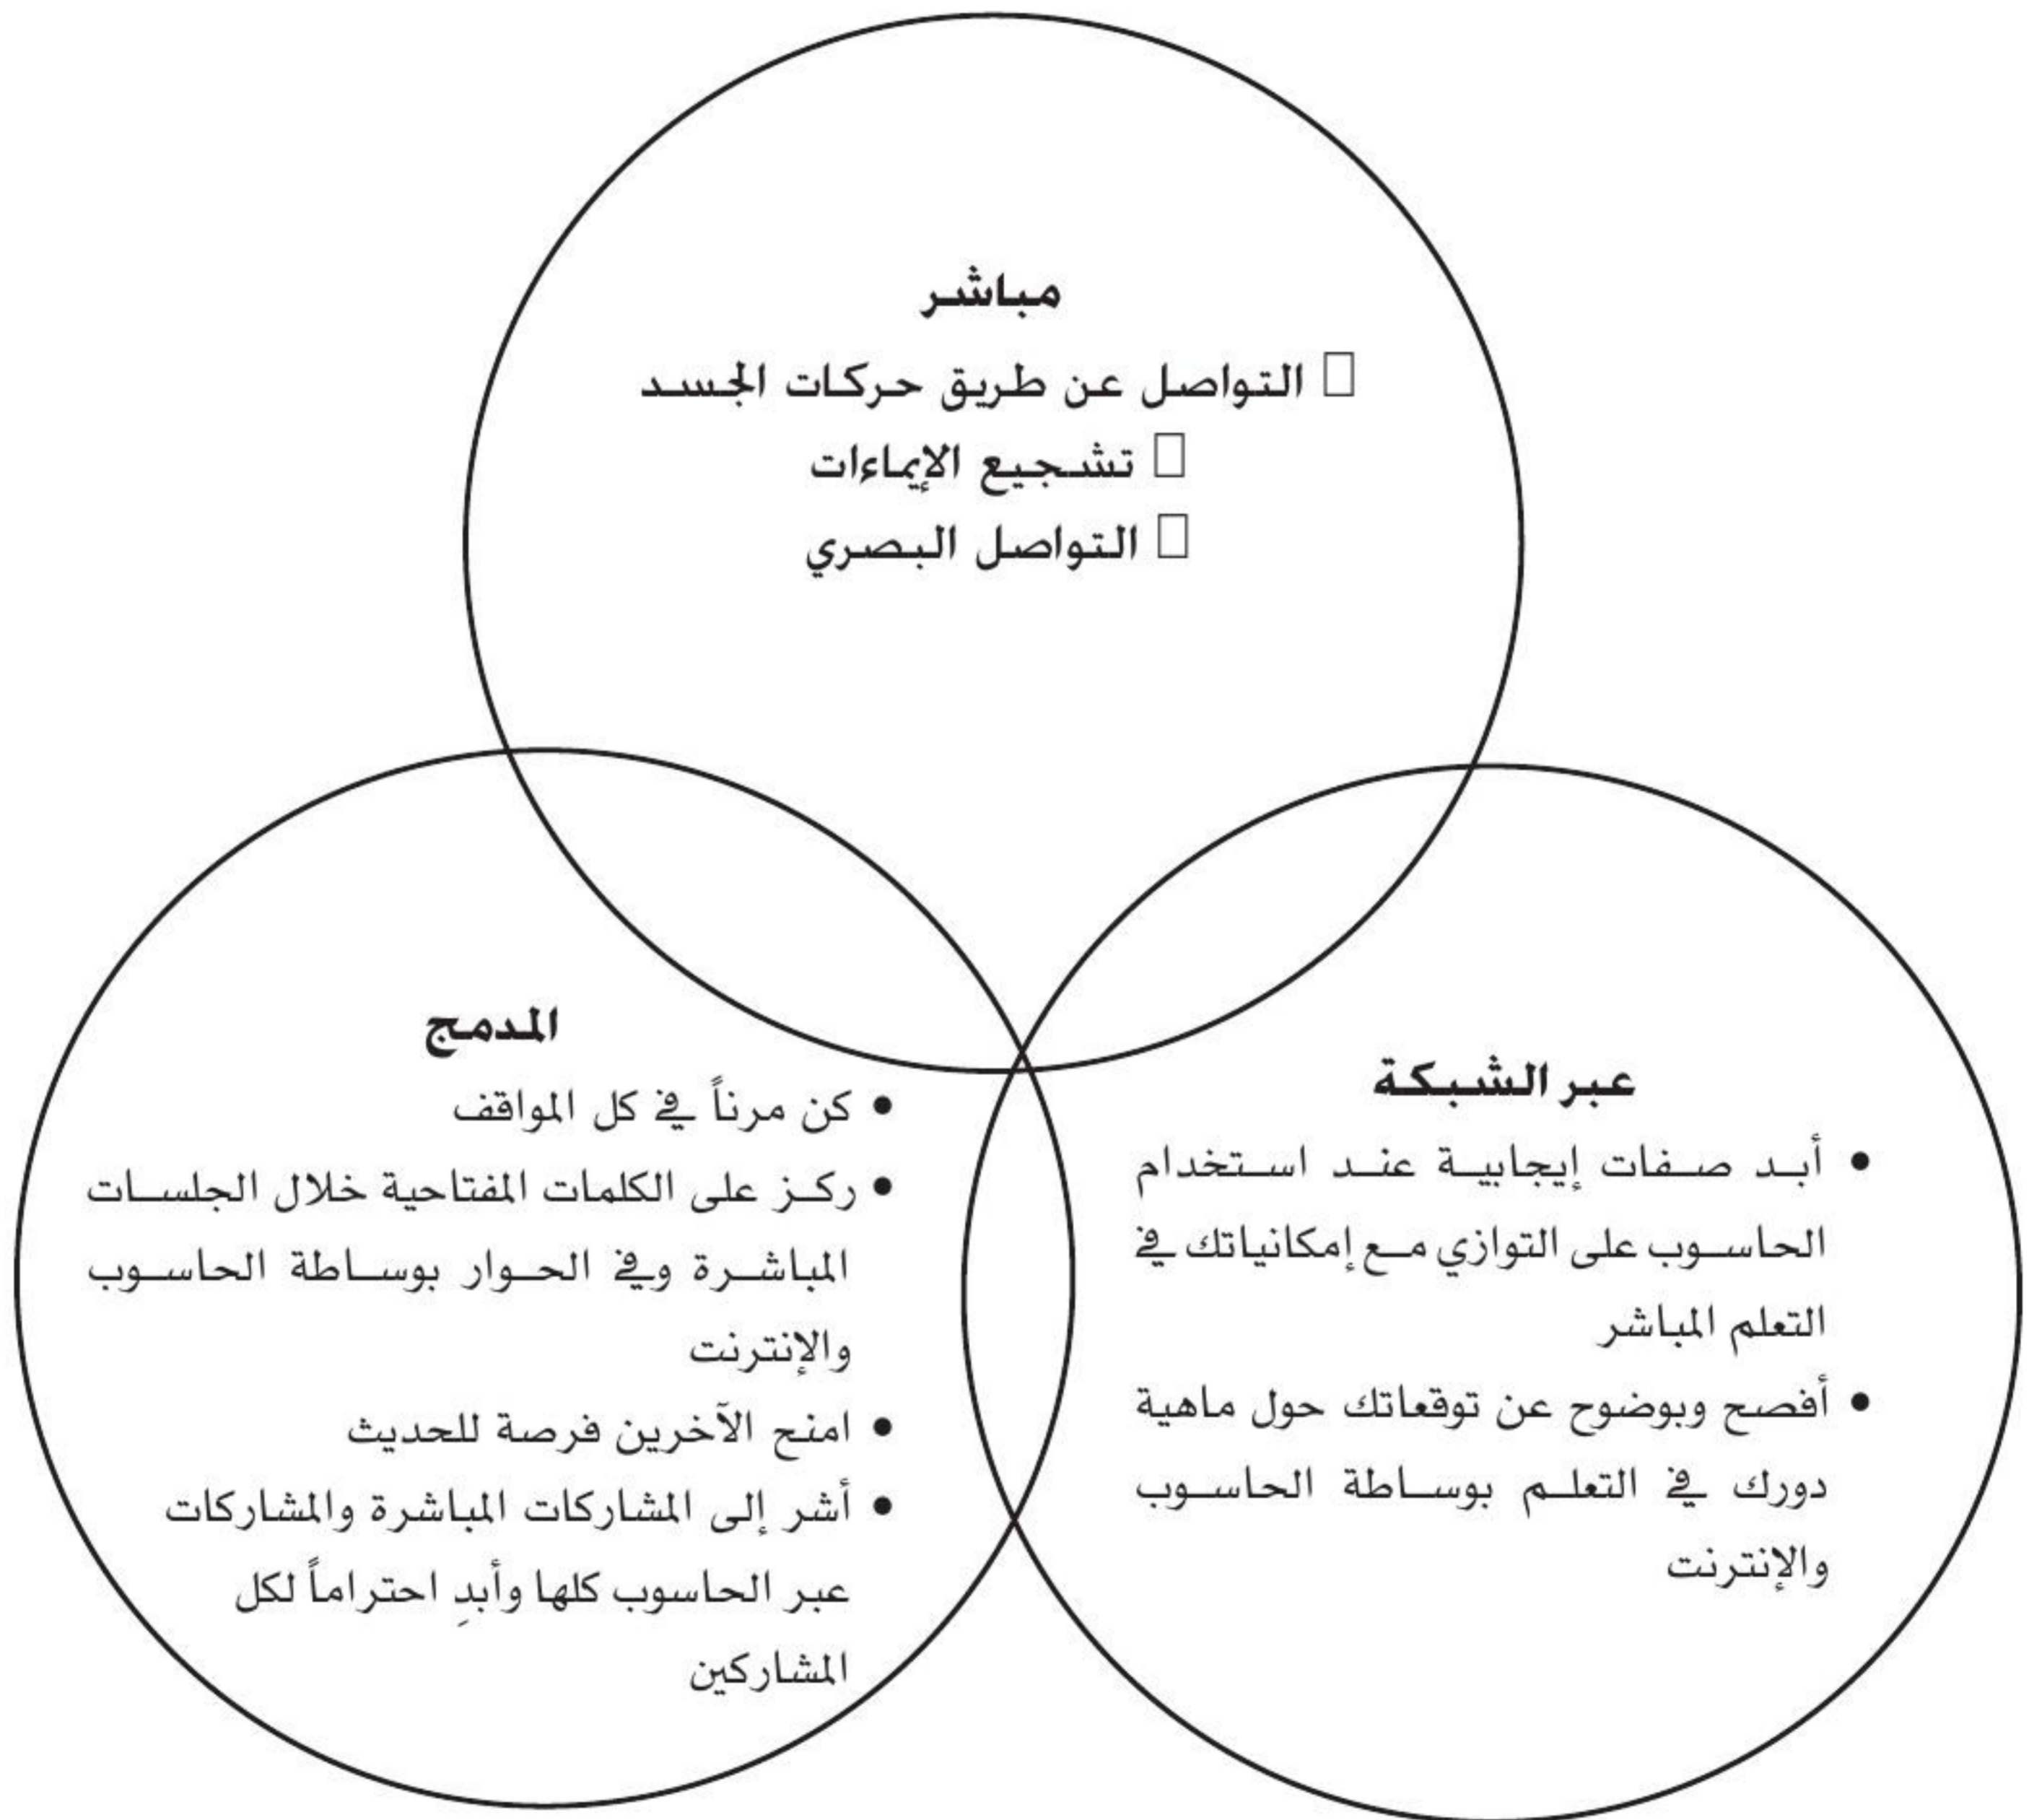 مباشر
التواصل عن طريق حركات الجسد
تشجيع الإيماءات
التواصل البصري
عبر الشبكة
• أبد صفات إيجابية عند استخدام
الحاسوب على التوازي مع إمكانياتك في
التعلم المباشر
• أفصح وبوضوح عن توقعاتك حول ماهية
دورك في التعلم بوساطة الحاسوب
والإنترنت
المدمج
• كن مرناً في كل المواقف
• ركز على الكلمات المفتاحية خلال الجلسات
المباشرة وفي الحوار بوساطة الحاسوب
والإنترنت
• امنح الآخرين فرصة للحديث
• أشر إلى المشاركات المباشرة والمشاركات
عبر الحاسوب كلها وأبدِ احتراماً لكل
المشاركين